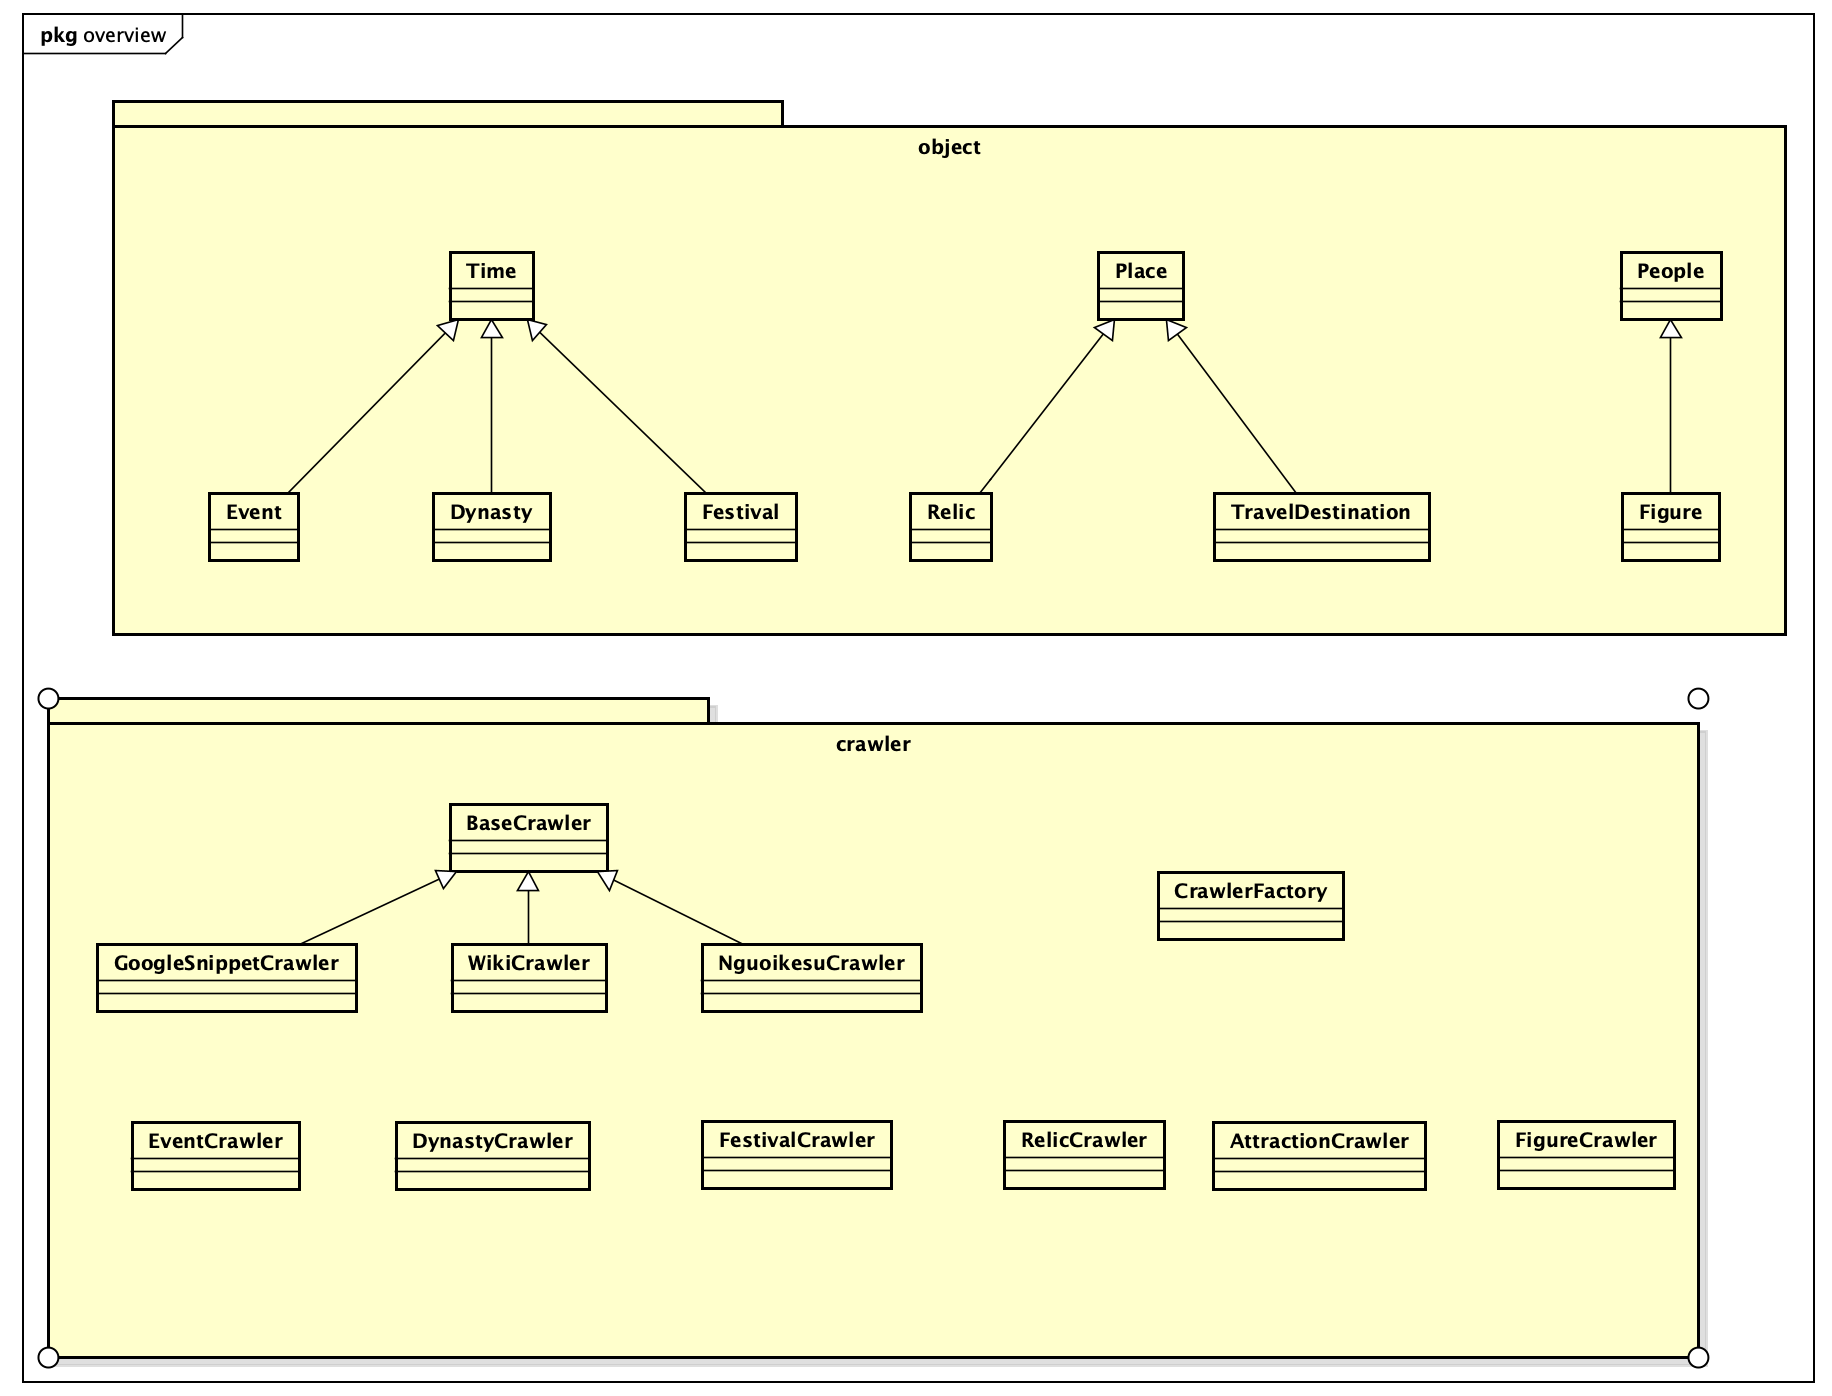 pkg overview
object
Time
Place
People
Event
Dynasty
Festival
Relic
TravelDestination
Figure
crawler
BaseCrawler
CrawlerFactory
GoogleSnippetCrawler
WikiCrawler
NguoikesuCrawler
EventCrawler
DynastyCrawler
FestivalCrawler
RelicCrawler
AttractionCrawler
FigureCrawler